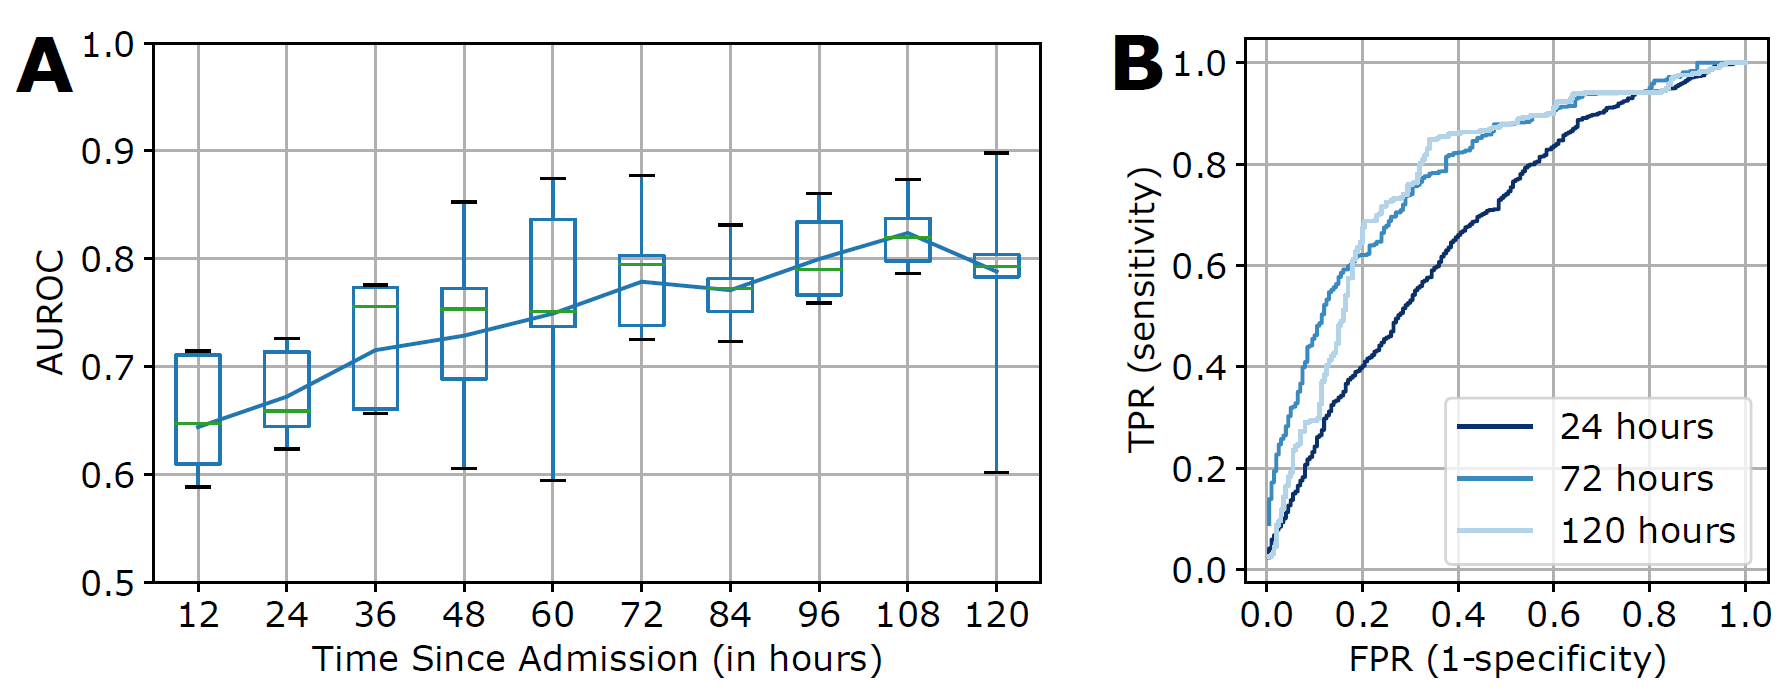 A
1.0
0.9
0.8
0.7
0.6
0.5
AUROC
12 24 36 48 60 72 84 96 108 120
Time Since Admission (in hours)
B
1.0
0.8
0.6
0.4
0.2
0.0
TPR (sensitivity)
24 hours
72 hours
120 hours
0.0 0.2 0.4 0.6 0.8 1.0
FPR (1-specificity)